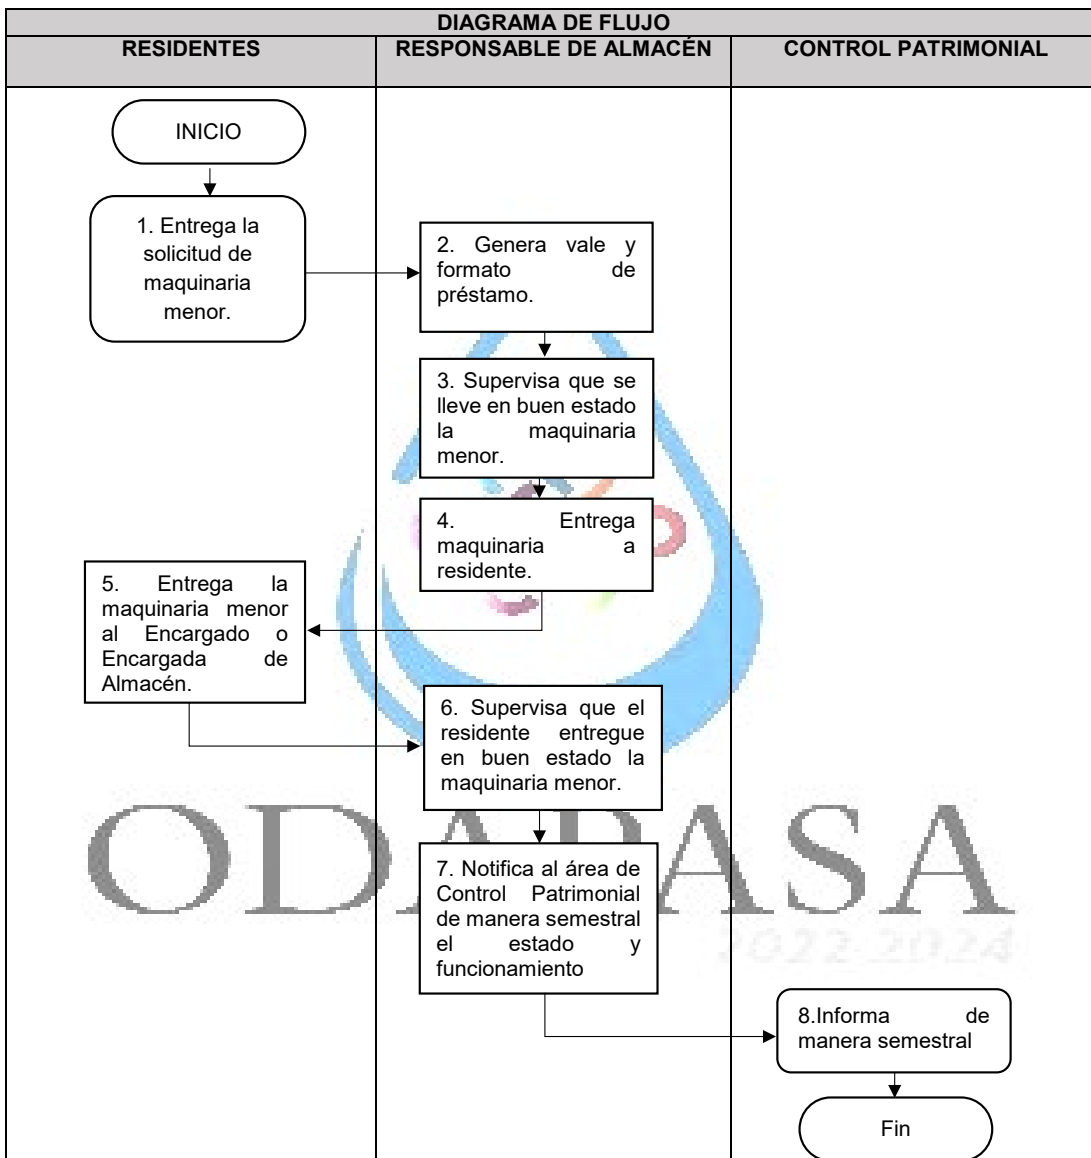 DIAGRAMA DE FLUJO
RESIDENTES
RESPONSABLE DE ALMACÉN
CONTROL PATRIMONIAL
INICIO
1. Entrega la
solicitud de
maquinaria
menor.
2. Genera vale y
formato de
préstamo.
3. Supervisa que se
lleve en buen estado
la maquinaria
menor.
4. Entrega
maquinaria a
residente.
5. Entrega la
maquinaria menor
al Encargado o
Encargada de
Almacén.
6. Supervisa que el
residente entregue
en buen estado la
maquinaria menor.
7. Notifica al área de
Control Patrimonial
de manera semestral
el estado y
funcionamiento
8.Informa de
manera semestral
Fin
ODAPASA
2022-2024